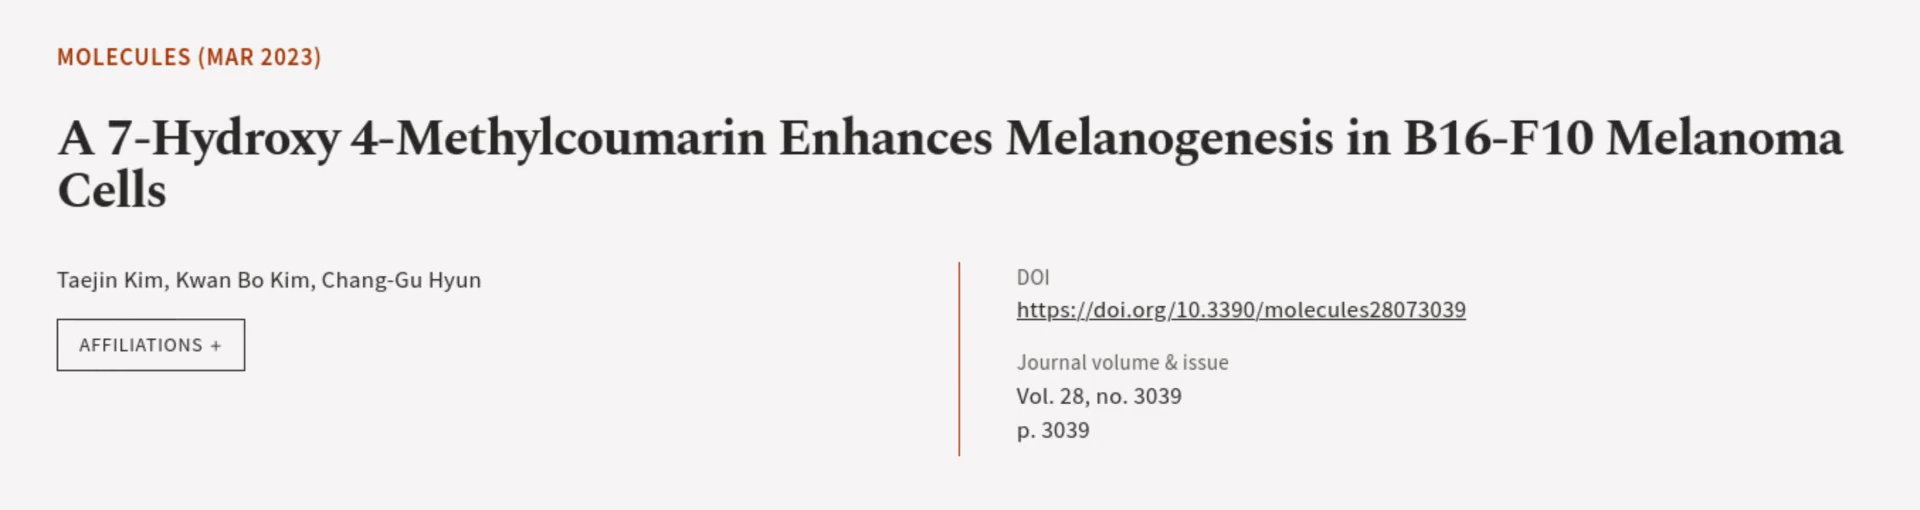 MOLECULES (MAR 2023)
A 7-Hydroxy 4-Methylcoumarin Enhances Melanogenesis in B16-F10 Melanoma
Cells
Taejin Kim, Kwan Bo Kim, Chang-Gu Hyun
AFFILIATIONS +
DOI
https://doi.org/10.3390/molecules28073039
Journal volume & issue
Vol. 28, no. 3039
p. 3039